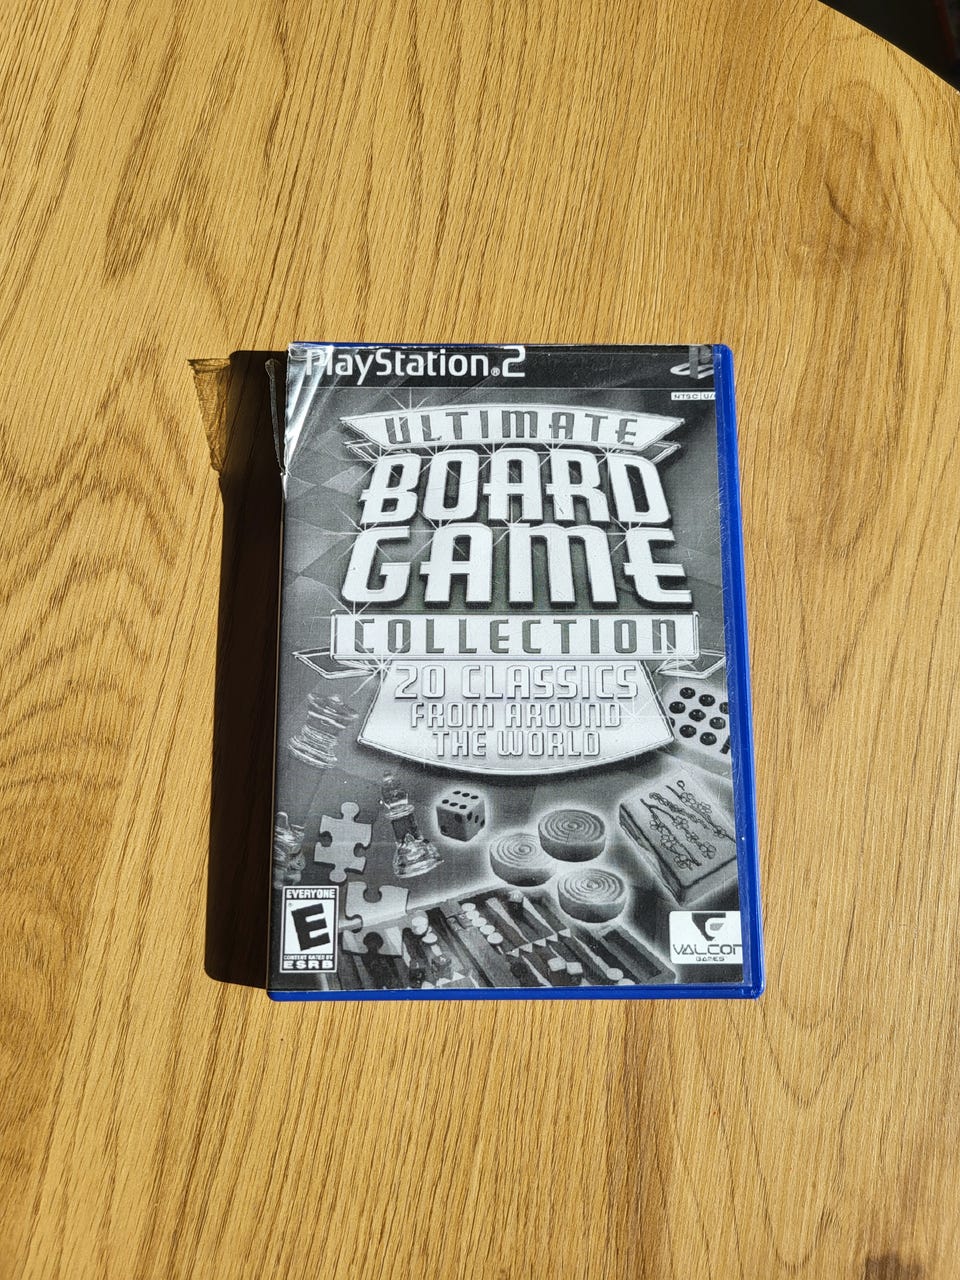 PlayStation®2
NTSC U/
ULTIMATE
BOARD
GAME
COLLECTION
20 CLASSICS
FROM AROUND
THE WORLD
EVERYONE
E
CONTENT RATED BY
ESRB
VALCON
GAMES